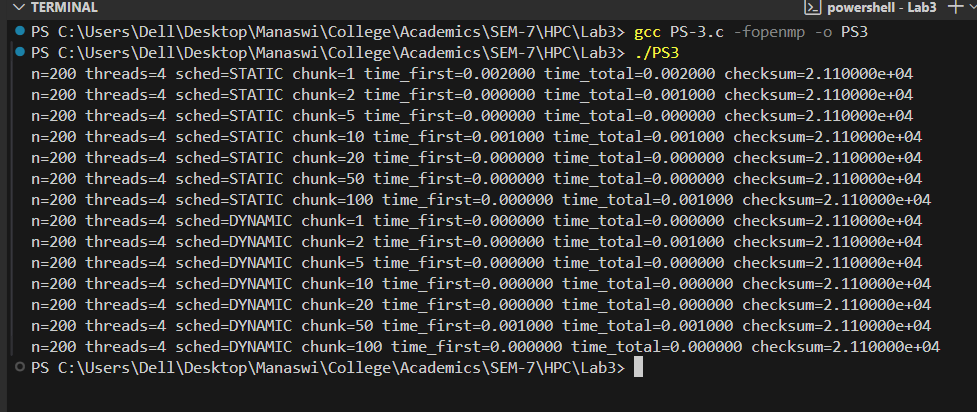 TERMINAL
powershell - Lab3
PS C:\Users\Dell\Desktop\Manaswi\College\Academics\SEM-7\HPC\Lab3> gcc PS-3.c -fopenmp -o PS3
PS C:\Users\Dell\Desktop\Manaswi\College\Academics\SEM-7\HPC\Lab3> ./PS3
n=200 threads=4 sched=STATIC chunk=1 time_first=0.002000 time_total=0.002000 checksum=2.110000e+04
n=200 threads=4 sched=STATIC chunk=2 time_first=0.000000 time_total=0.001000 checksum=2.110000e+04
n=200 threads=4 sched=STATIC chunk=5 time_first=0.000000 time_total=0.000000 checksum=2.110000e+04
n=200 threads=4 sched=STATIC chunk=10 time_first=0.001000 time_total=0.001000 checksum=2.110000e+04
n=200 threads=4 sched=STATIC chunk=20 time_first=0.000000 time_total=0.000000 checksum=2.110000e+04
n=200 threads=4 sched=STATIC chunk=50 time_first=0.000000 time_total=0.000000 checksum=2.110000e+04
n=200 threads=4 sched=STATIC chunk=100 time_first=0.000000 time_total=0.001000 checksum=2.110000e+04
n=200 threads=4 sched=DYNAMIC chunk=1 time_first=0.000000 time_total=0.000000 checksum=2.110000e+04
n=200 threads=4 sched=DYNAMIC chunk=2 time_first=0.000000 time_total=0.001000 checksum=2.110000e+04
n=200 threads=4 sched=DYNAMIC chunk=5 time_first=0.000000 time_total=0.000000 checksum=2.110000e+04
n=200 threads=4 sched=DYNAMIC chunk=10 time_first=0.000000 time_total=0.000000 checksum=2.110000e+04
n=200 threads=4 sched=DYNAMIC chunk=20 time_first=0.000000 time_total=0.000000 checksum=2.110000e+04
n=200 threads=4 sched=DYNAMIC chunk=50 time_first=0.001000 time_total=0.001000 checksum=2.110000e+04
n=200 threads=4 sched=DYNAMIC chunk=100 time_first=0.000000 time_total=0.000000 checksum=2.110000e+04
PS C:\Users\Dell\Desktop\Manaswi\College\Academics\SEM-7\HPC\Lab3>